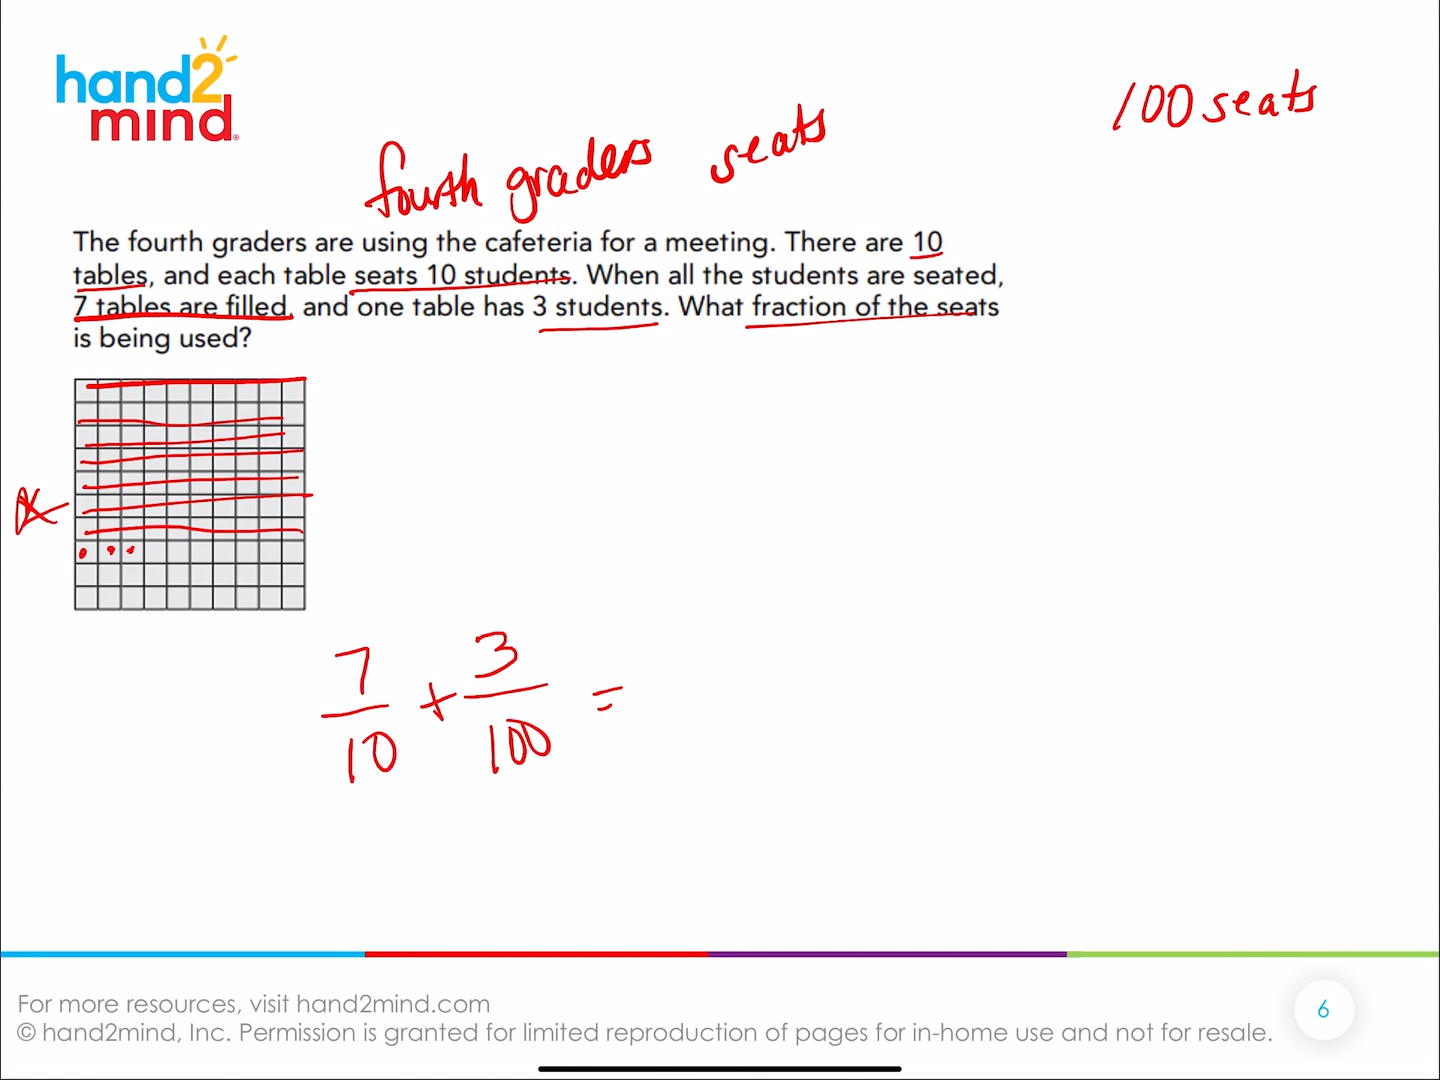 hand2
mind®
100 seats
fourth graders seats
The fourth graders are using the cafeteria for a meeting. There are 10
tables, and each table seats 10 students. When all the students are seated,
7 tables are filled, and one table has 3 students. What fraction of the seats
is being used?
7/10 + 3/100 =
For more resources, visit hand2mind.com
6
© hand2mind, Inc. Permission is granted for limited reproduction of pages for in-home use and not for resale.